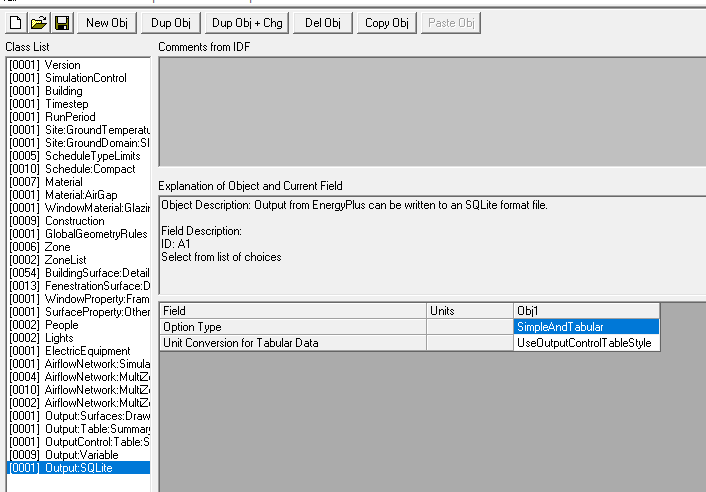 New Obj Dup Obj Dup Obj + Chg Del Obj Copy Obj Paste Obj
Class List
[0001] Version
[0001] SimulationControl
[0001] Building
[0001] Timestep
[0001] RunPeriod
[0001] Site:GroundTemperatu
[0001] Site:GroundDomain:Sl
[0005] ScheduleTypeLimits
[0010] Schedule:Compact
[0007] Material
[0001] Material:AirGap
[0001] WindowMaterial:Glazin
[0009] Construction
[0001] GlobalGeometryRules
[0006] Zone
[0002] ZoneList
[0054] BuildingSurface:Detail
[0013] FenestrationSurface:D
[0001] WindowProperty:Fram
[0001] SurfaceProperty:Other
[0002] People
[0002] Lights
[0001] ElectricEquipment
[0001] AirflowNetwork:Simula
[0004] AirflowNetwork:MultiZo
[0010] AirflowNetwork:MultiZo
[0002] AirflowNetwork:MultiZo
[0001] Output:Surfaces:Draw
[0001] Output:Table:Summar
[0001] OutputControl:Table:S
[0009] Output:Variable
[0001] Output:SQLite
Comments from IDF
Explanation of Object and Current Field
Object Description: Output from EnergyPlus can be written to an SQLite format file.
Field Description:
ID: A1
Select from list of choices
Field Units Obj1
Option Type SimpleAndTabular
Unit Conversion for Tabular Data UseOutputControlTableStyle